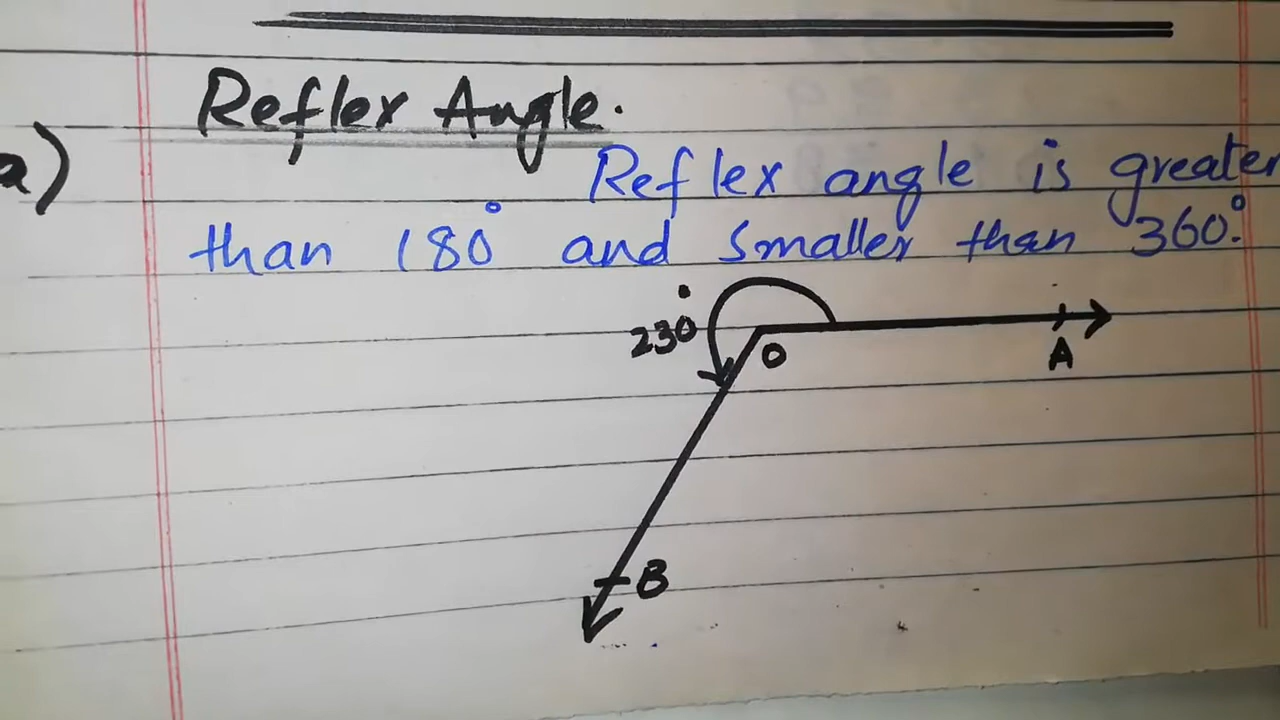 Reflex Angle.
a)
Reflex angle is greater
than 180° and smaller than 360°.
230°
O
A
B